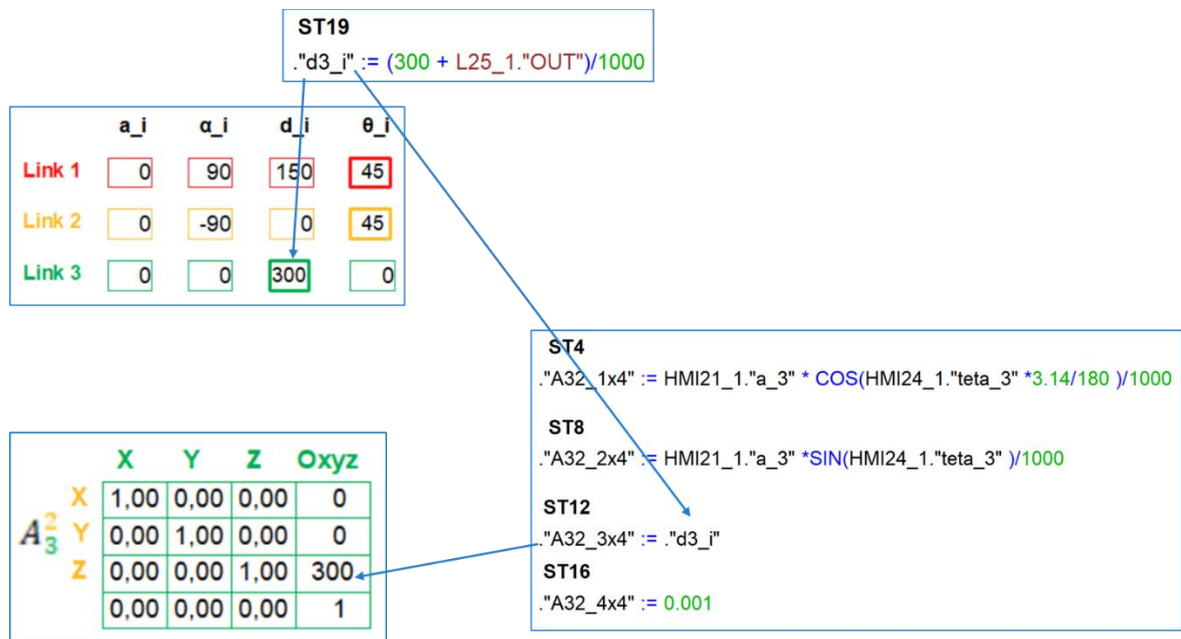 ST19
."d3_i" := (300 + L25_1."OUT")/1000
a_i α_i d_i θ_i
Link 1 0 90 150 45
Link 2 0 -90 0 45
Link 3 0 0 300 0
ST4
."A32_1x4" := HMI21_1."a_3" * COS(HMI24_1."teta_3" *3.14/180 )/1000
ST8
."A32_2x4" := HMI21_1."a_3" *SIN(HMI24_1."teta_3" )/1000
ST12
."A32_3x4" := ."d3_i"
ST16
."A32_4x4" := 0.001
X Y Z Oxyz
X 1,00 0,00 0,00 0
A₃² Y 0,00 1,00 0,00 0
Z 0,00 0,00 1,00 300
0,00 0,00 0,00 1